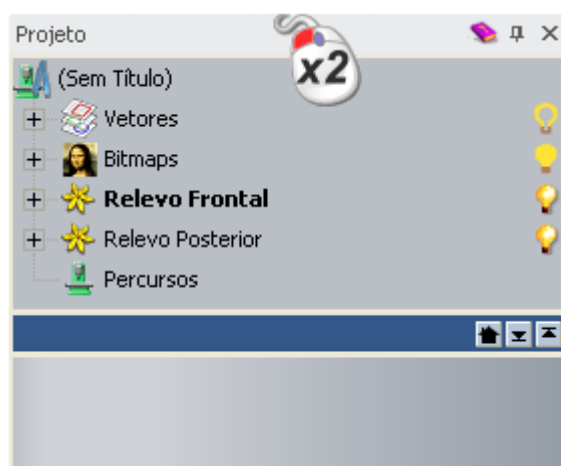 Projeto
x2
(Sem Título)
Vetores
Bitmaps
Relevo Frontal
Relevo Posterior
Percursos